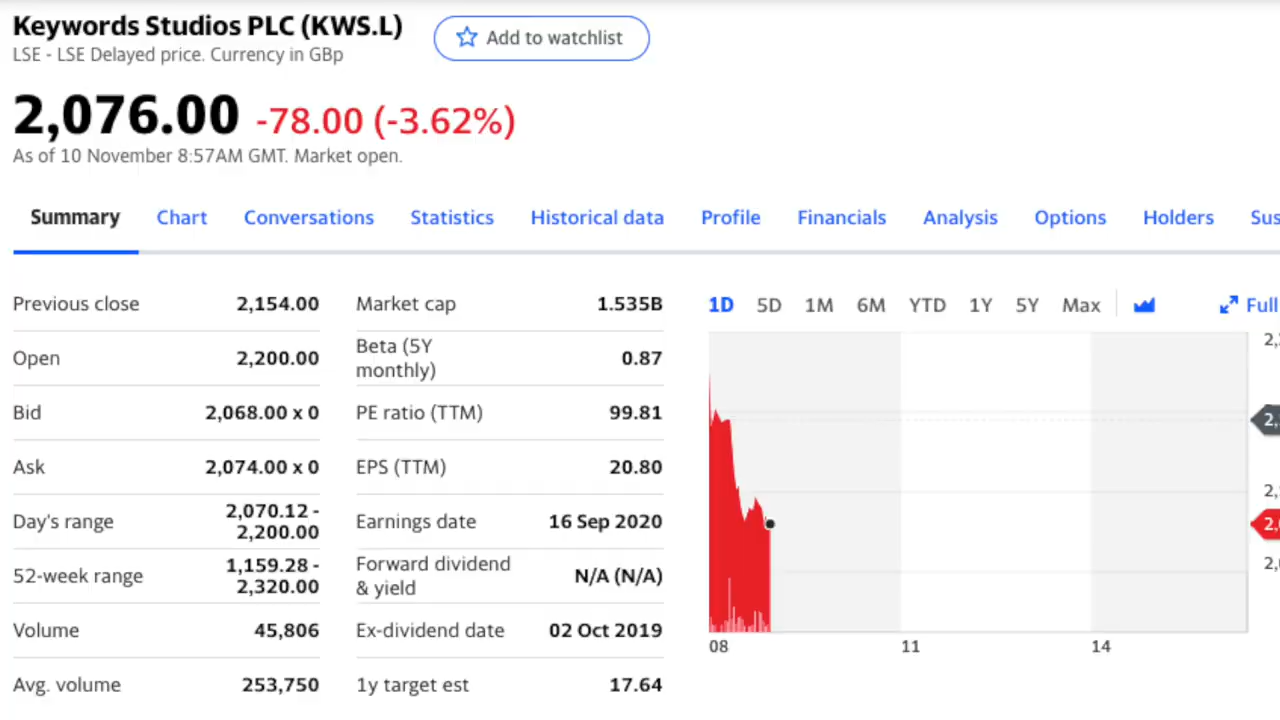 Keywords Studios PLC (KWS.L)
Add to watchlist
LSE - LSE Delayed price. Currency in GBp
2,076.00 -78.00 (-3.62%)
As of 10 November 8:57AM GMT. Market open.
Summary Chart Conversations Statistics Historical data Profile Financials Analysis Options Holders Sus
Previous close 2,154.00
Open 2,200.00
Bid 2,068.00 x 0
Ask 2,074.00 x 0
Day's range 2,070.12 -
2,200.00
52-week range 1,159.28 -
2,320.00
Volume 45,806
Avg. volume 253,750
Market cap 1.535B
Beta (5Y
monthly) 0.87
PE ratio (TTM) 99.81
EPS (TTM) 20.80
Earnings date 16 Sep 2020
Forward dividend
& yield N/A (N/A)
Ex-dividend date 02 Oct 2019
1y target est 17.64
1D 5D 1M 6M YTD 1Y 5Y Max Full
08 11 14